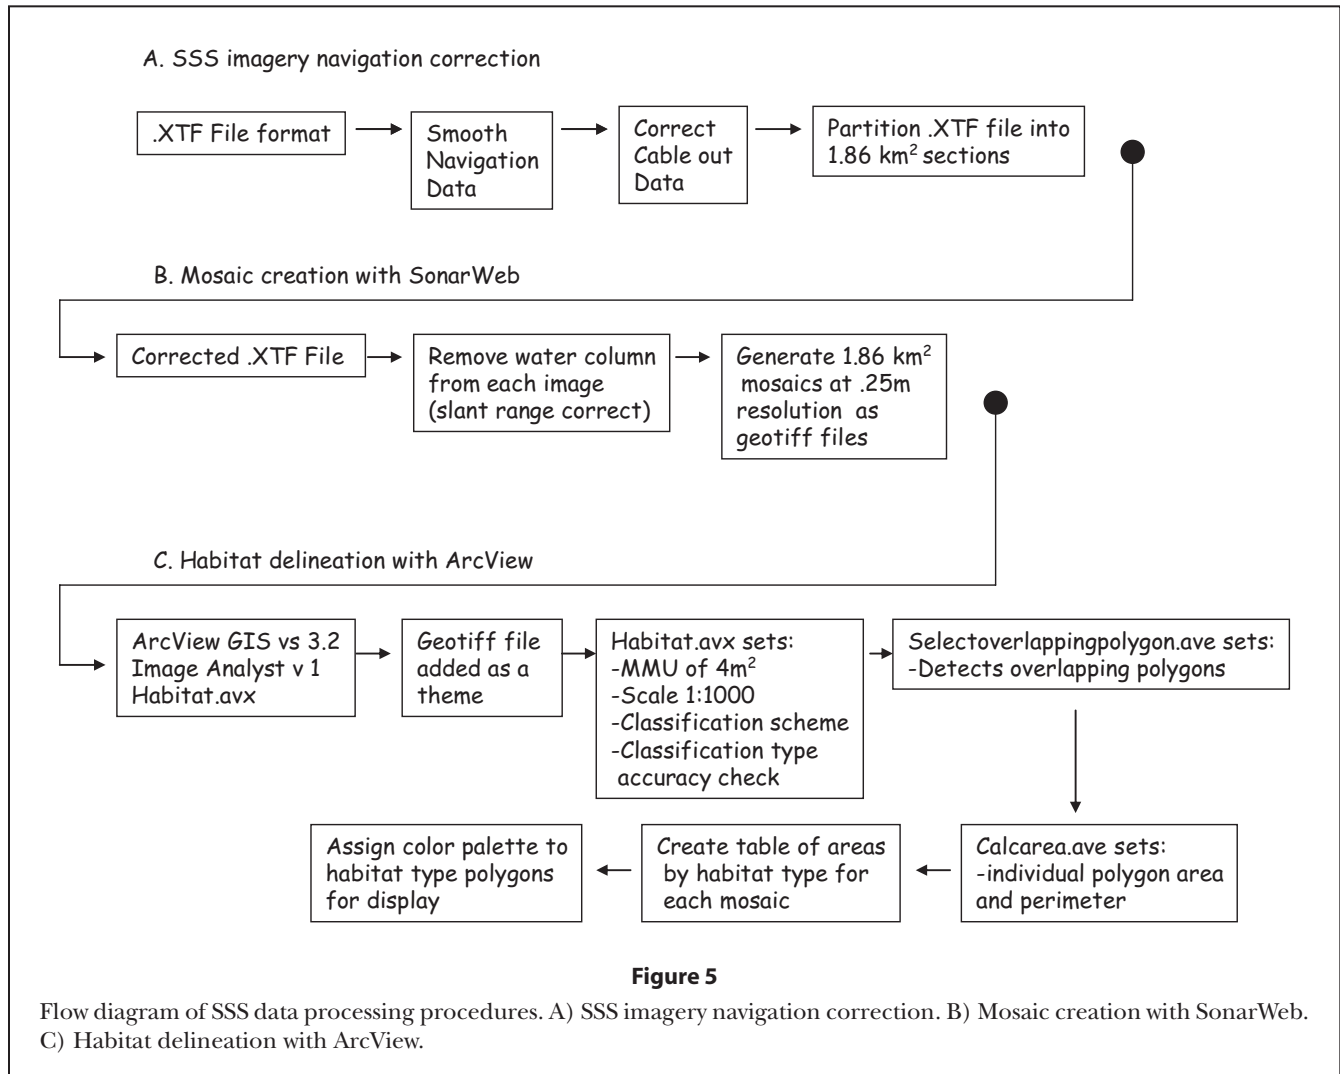 A. SSS imagery navigation correction
.XTF File format
Smooth
Navigation
Data
Correct
Cable out
Data
Partition .XTF file into
1.86 km² sections
B. Mosaic creation with SonarWeb
Corrected .XTF File
Remove water column
from each image
(slant range correct)
Generate 1.86 km²
mosaics at .25m
resolution as
geotiff files
C. Habitat delineation with ArcView
ArcView GIS vs 3.2
Image Analyst v 1
Habitat.avx
Geotiff file
added as a
theme
Habitat.avx sets:
-MMU of 4m²
-Scale 1:1000
-Classification scheme
-Classification type
accuracy check
Selectoverlappingpolygon.ave sets:
-Detects overlapping polygons
Calcarea.ave sets:
-individual polygon area
and perimeter
Create table of areas
by habitat type for
each mosaic
Assign color palette to
habitat type polygons
for display
Figure 5
Flow diagram of SSS data processing procedures. A) SSS imagery navigation correction. B) Mosaic creation with SonarWeb.
C) Habitat delineation with ArcView.